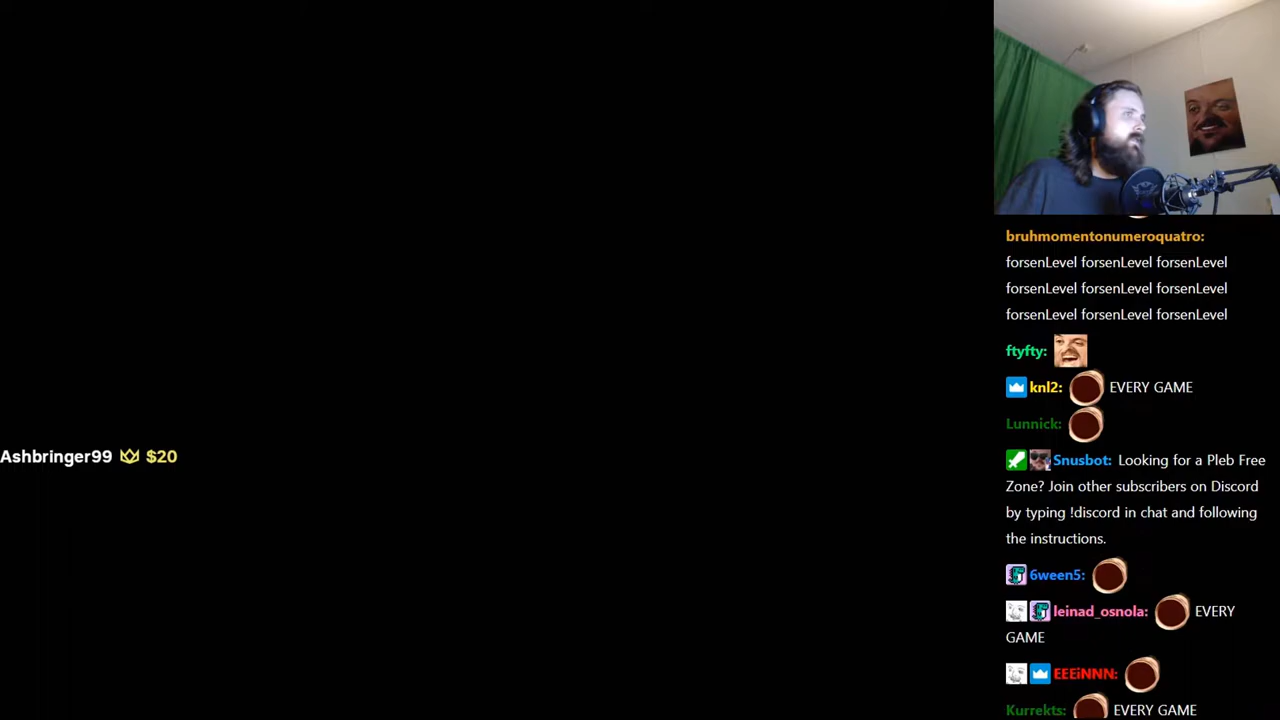 Ashbringer99 $20
bruhmomentonumeroquatro:
forsenLevel forsenLevel forsenLevel
forsenLevel forsenLevel forsenLevel
forsenLevel forsenLevel forsenLevel
ftyfty:
knl2: EVERY GAME
Lunnick:
Snusbot: Looking for a Pleb Free
Zone? Join other subscribers on Discord
by typing !discord in chat and following
the instructions.
6ween5:
leinad_osnola: EVERY
GAME
EEEiNNN:
Kurrekts: EVERY GAME